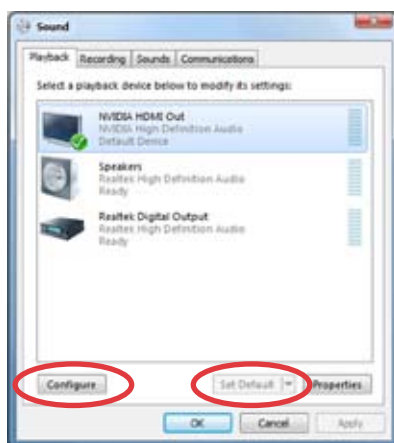 Sound
Playback Recording Sounds Communications
Select a playback device below to modify its settings:
NVIDIA HDMI Out
NVIDIA High Definition Audio
Default Device
Speakers
Realtek High Definition Audio
Ready
Realtek Digital Output
Realtek High Definition Audio
Ready
Configure Set Default Properties
OK Cancel Apply